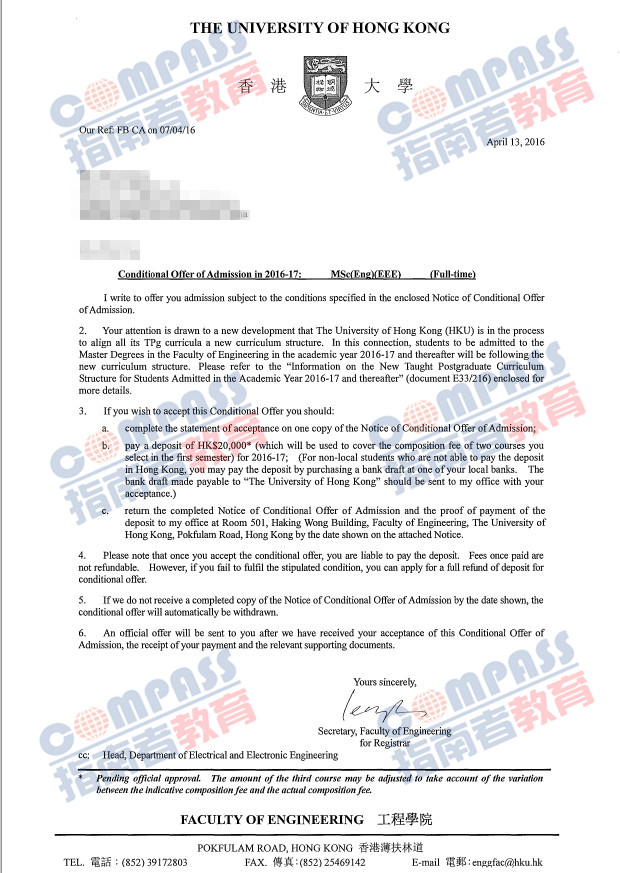 THE UNIVERSITY OF HONG KONG
香港 大學
Our Ref: FB CA on 07/04/16
April 13, 2016
Conditional Offer of Admission in 2016-17: MSc(Eng)(EEE) (Full-time)
I write to offer you admission subject to the conditions specified in the enclosed Notice of Conditional Offer
of Admission.
2. Your attention is drawn to a new development that The University of Hong Kong (HKU) is in the process
to align all its TPg curricula a new curriculum structure. In this connection, students to be admitted to the
Master Degrees in the Faculty of Engineering in the academic year 2016-17 and thereafter will be following the
new curriculum structure. Please refer to the “Information on the New Taught Postgraduate Curriculum
Structure for Students Admitted in the Academic Year 2016-17 and thereafter” (document E33/216) enclosed for
more details.
3. If you wish to accept this Conditional Offer you should:
a. complete the statement of acceptance on one copy of the Notice of Conditional Offer of Admission;
b. pay a deposit of HK$20,000* (which will be used to cover the composition fee of two courses you
select in the first semester) for 2016-17; (For non-local students who are not able to pay the deposit
in Hong Kong, you may pay the deposit by purchasing a bank draft at one of your local banks. The
bank draft made payable to “The University of Hong Kong” should be sent to my office with your
acceptance.)
c. return the completed Notice of Conditional Offer of Admission and the proof of payment of the
deposit to my office at Room 501, Haking Wong Building, Faculty of Engineering, The University of
Hong Kong, Pokfulam Road, Hong Kong by the date shown on the attached Notice.
4. Please note that once you accept the conditional offer, you are liable to pay the deposit. Fees once paid are
not refundable. However, if you fail to fulfil the stipulated condition, you can apply for a full refund of deposit for
conditional offer.
5. If we do not receive a completed copy of the Notice of Conditional Offer of Admission by the date shown, the
conditional offer will automatically be withdrawn.
6. An official offer will be sent to you after we have received your acceptance of this Conditional Offer of
Admission, the receipt of your payment and the relevant supporting documents.
Yours sincerely,
Secretary, Faculty of Engineering
for Registrar
cc: Head, Department of Electrical and Electronic Engineering
* Pending official approval. The amount of the third course may be adjusted to take account of the variation
between the indicative composition fee and the actual composition fee.
FACULTY OF ENGINEERING 工程學院
POKFULAM ROAD, HONG KONG 香港薄扶林道
TEL. 電話：(852) 39172803 FAX. 傳真：(852) 25469142 E-mail 電郵：enggfac@hku.hk
COMPASS
指南者教育
COMPASS
指南者教育
COMPASS
指南者教育
COMPASS
指南者教育